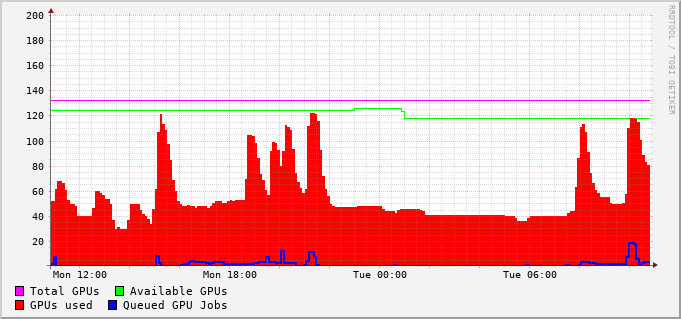 200
180
160
140
120
100
80
60
40
20
Mon 12:00 Mon 18:00 Tue 00:00 Tue 06:00
Total GPUs Available GPUs
GPUs used Queued GPU Jobs
RRDTOOL / TOBI OETIKER